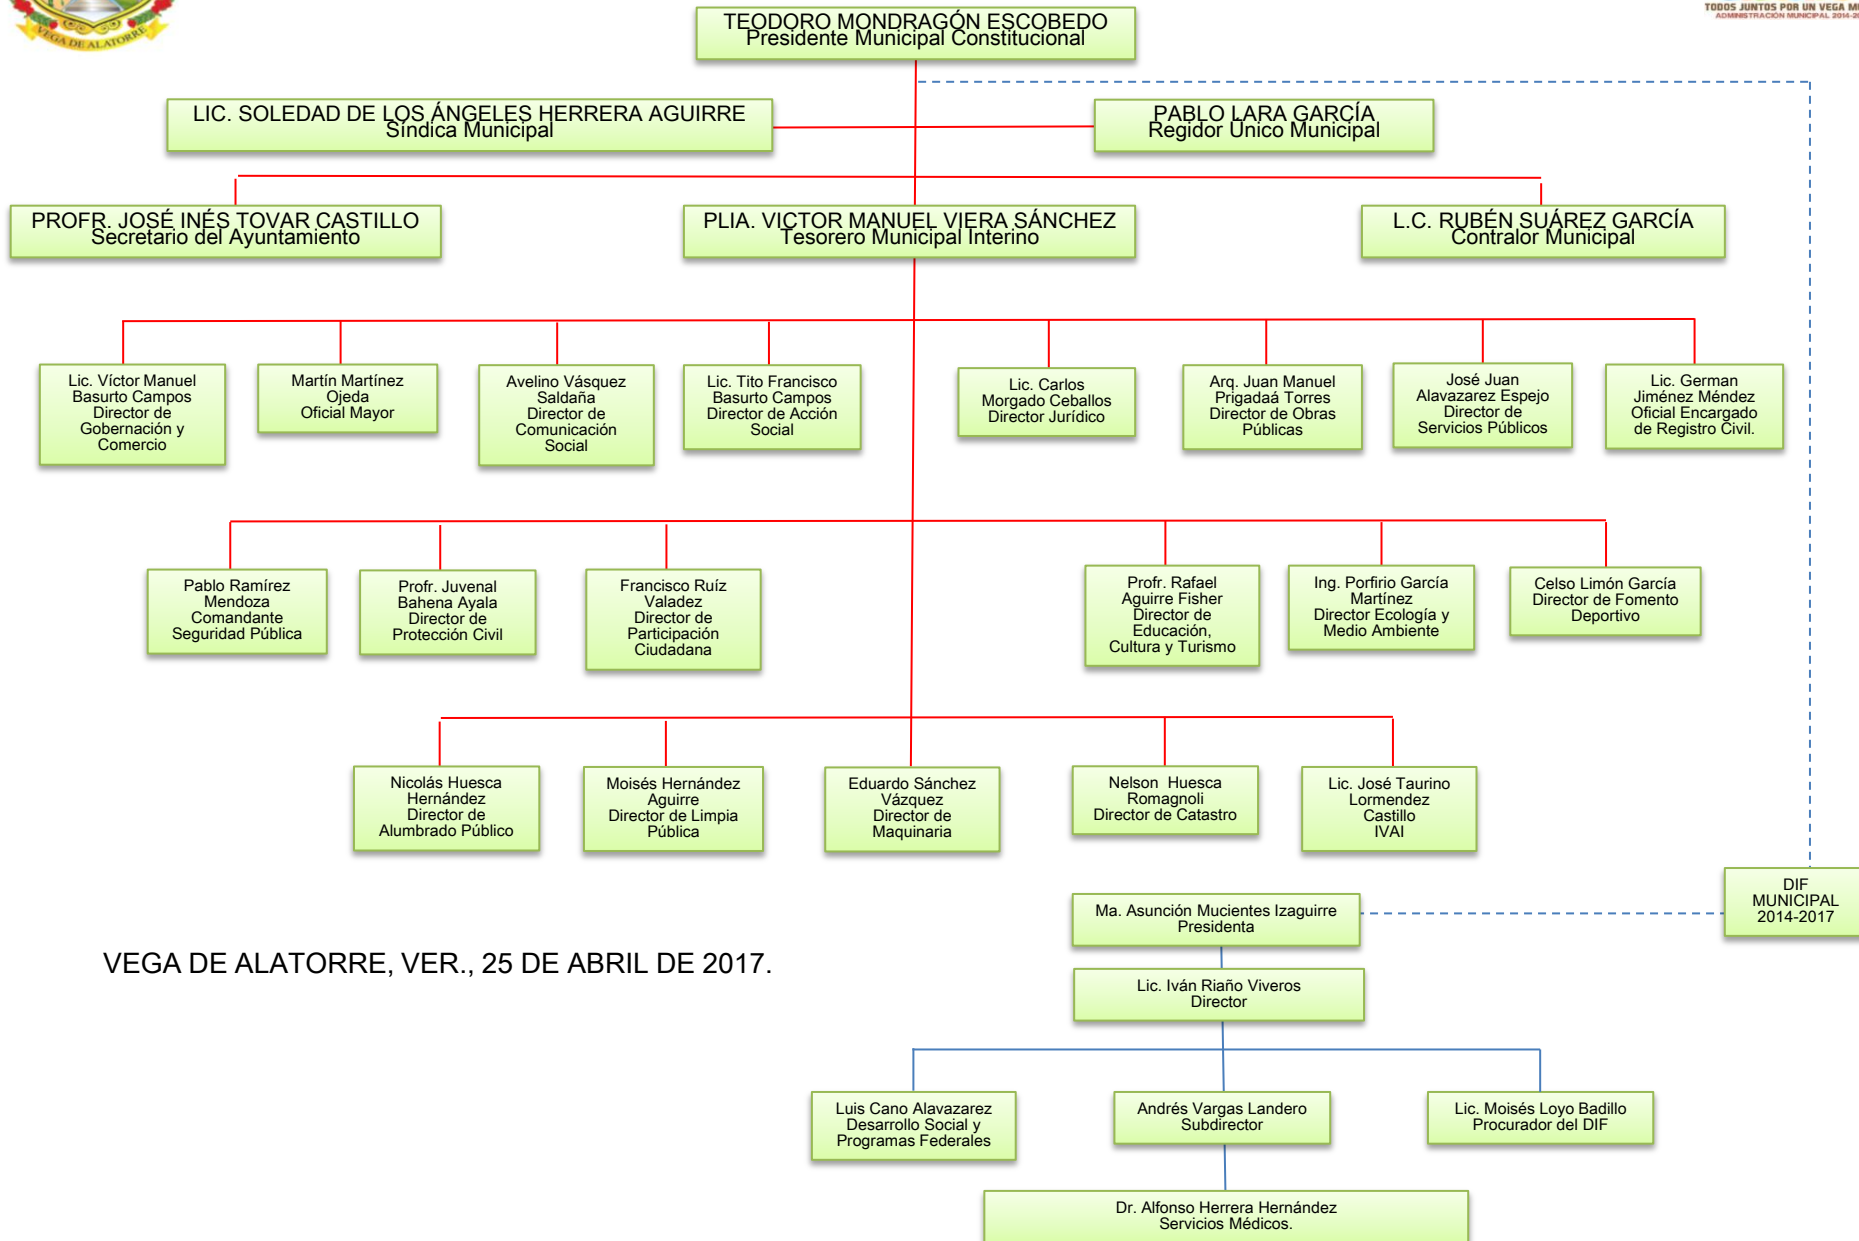 VEGA DE ALATORRE
TODOS JUNTOS POR UN VEGA
ADMINISTRACIÓN MUNICIPAL
TEODORO MONDRAGÓN ESCOBEDO
Presidente Municipal Constitucional
LIC. SOLEDAD DE LOS ÁNGELES HERRERA AGUIRRE
Síndica Municipal
PABLO LARA GARCÍA
Regidor Único Municipal
PROFR. JOSÉ INÉS TOVAR CASTILLO
Secretario del Ayuntamiento
PLIA. VICTOR MANUEL VIERA SÁNCHEZ
Tesorero Municipal Interino
L.C. RUBÉN SUÁREZ GARCÍA
Contralor Municipal
Lic. Víctor Manuel
Basurto Campos
Director de
Gobernación y
Comercio
Martín Martínez
Ojeda
Oficial Mayor
Avelino Vásquez
Saldaña
Director de
Comunicación
Social
Lic. Tito Francisco
Basurto Campos
Director de Acción
Social
Lic. Carlos
Morgado Ceballos
Director Jurídico
Arq. Juan Manuel
Prigadaá Torres
Director de Obras
Públicas
José Juan
Alavazarez Espejo
Director de
Servicios Públicos
Lic. German
Jiménez Méndez
Oficial Encargado
de Registro Civil.
Pablo Ramírez
Mendoza
Comandante
Seguridad Pública
Profr. Juvenal
Bahena Ayala
Director de
Protección Civil
Francisco Ruíz
Valadez
Director de
Participación
Ciudadana
Profr. Rafael
Aguirre Fisher
Director de
Educación,
Cultura y Turismo
Ing. Porfirio García
Martínez
Director Ecología y
Medio Ambiente
Celso Limón García
Director de Fomento
Deportivo
Nicolás Huesca
Hernández
Director de
Alumbrado Público
Moisés Hernández
Aguirre
Director de Limpia
Pública
Eduardo Sánchez
Vázquez
Director de
Maquinaria
Nelson Huesca
Romagnoli
Director de Catastro
Lic. José Taurino
Lormendez
Castillo
IVAI
DIF
MUNICIPAL
2014-2017
Ma. Asunción Mucientes Izaguirre
Presidenta
VEGA DE ALATORRE, VER., 25 DE ABRIL DE 2017.
Lic. Iván Riaño Viveros
Director
Luis Cano Alavazarez
Desarrollo Social y
Programas Federales
Andrés Vargas Landero
Subdirector
Lic. Moisés Loyo Badillo
Procurador del DIF
Dr. Alfonso Herrera Hernández
Servicios Médicos.